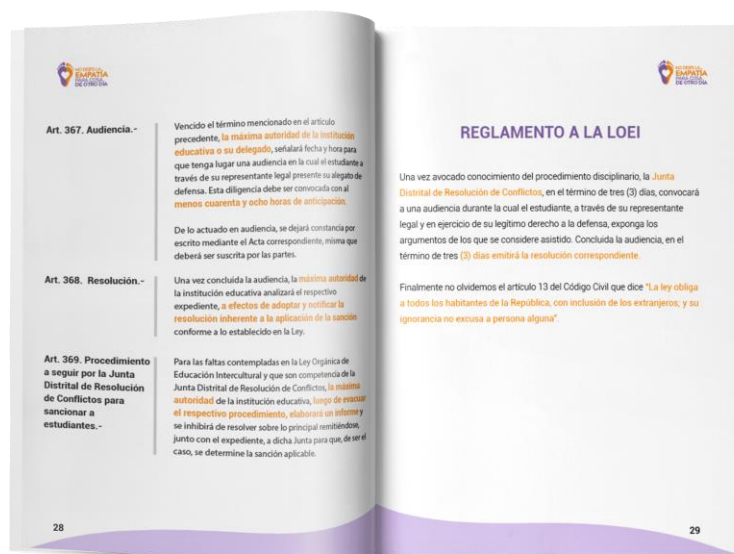 NO DEJES LA
EMPATÍA
PARA COSA
DE OTRO DÍA
Art. 367. Audiencia.-
Vencido el término mencionado en el artículo
precedente, la máxima autoridad de la institución
educativa o su delegado, señalará fecha y hora para
que tenga lugar una audiencia en la cual el estudiante a
través de su representante legal presente su alegato de
defensa. Esta diligencia debe ser convocada con al
menos cuarenta y ocho horas de anticipación.
De lo actuado en audiencia, se dejará constancia por
escrito mediante el Acta correspondiente, misma que
deberá ser suscrita por las partes.
Art. 368. Resolución.-
Una vez concluida la audiencia, la máxima autoridad de
la institución educativa analizará el respectivo
expediente, a efectos de adoptar y notificar la
resolución inherente a la aplicación de la sanción
conforme a lo establecido en la Ley.
Art. 369. Procedimiento
a seguir por la Junta
Distrital de Resolución
de Conflictos para
sancionar a
estudiantes.-
Para las faltas contempladas en la Ley Orgánica de
Educación Intercultural y que son competencia de la
Junta Distrital de Resolución de Conflictos, la máxima
autoridad de la institución educativa, luego de evacuar
el respectivo procedimiento, elaborará un informe y
se inhibirá de resolver sobre lo principal remitiéndose,
junto con el expediente, a dicha Junta para que, de ser el
caso, se determine la sanción aplicable.
28
NO DEJES LA
EMPATÍA
PARA COSA
DE OTRO DÍA
REGLAMENTO A LA LOEI
Una vez avocado conocimiento del procedimiento disciplinario, la Junta
Distrital de Resolución de Conflictos, en el término de tres (3) días, convocará
a una audiencia durante la cual el estudiante, a través de su representante
legal y en ejercicio de su legítimo derecho a la defensa, exponga los
argumentos de los que se considere asistido. Concluida la audiencia, en el
término de tres (3) días emitirá la resolución correspondiente.
Finalmente no olvidemos el artículo 13 del Código Civil que dice "La ley obliga
a todos los habitantes de la República, con inclusión de los extranjeros; y su
ignorancia no excusa a persona alguna".
29